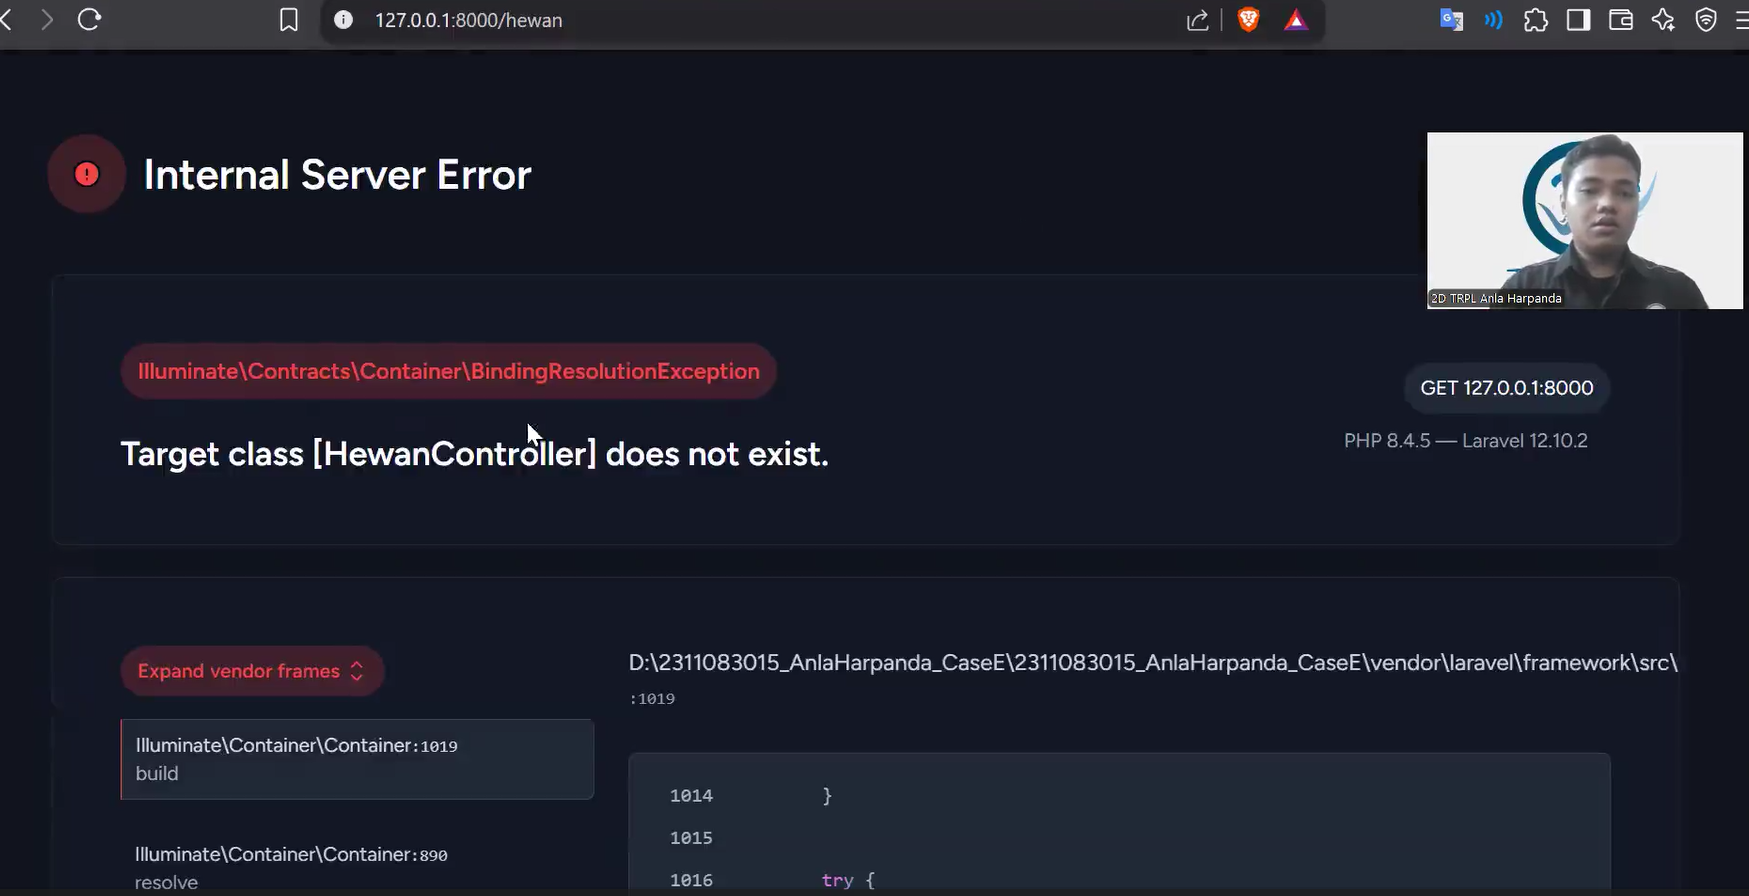 127.0.0.1:8000/hewan
Internal Server Error
2D TRPL Anla Harpanda
Illuminate\Contracts\Container\BindingResolutionException
GET 127.0.0.1:8000
Target class [HewanController] does not exist.
PHP 8.4.5 — Laravel 12.10.2
Expand vendor frames
D:\2311083015_AnlaHarpanda_CaseE\2311083015_AnlaHarpanda_CaseE\vendor\laravel\framework\src\
:1019
Illuminate\Container\Container:1019
build
1014 }
1015
Illuminate\Container\Container:890
resolve
1016 try {